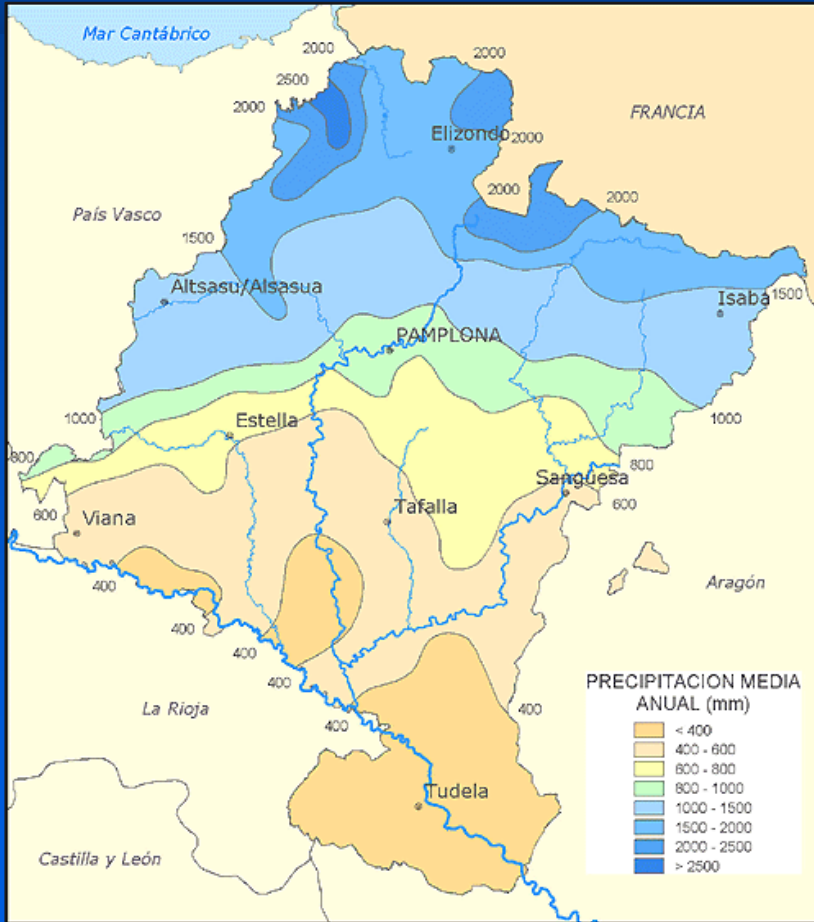 Mar Cantábrico
2000
2000
2500
2000
FRANCIA
Elizondo
2000
2000
2000
País Vasco
1500
Altsasu/Alsasua
Isaba
1500
PAMPLONA
1000
1000
Estella
800
800
Sangüesa
600
600
Viana
Tafalla
400
Aragón
400
400
400
La Rioja
400
400
PRECIPITACION MEDIA
ANUAL (mm)
< 400
400 - 600
600 - 800
800 - 1000
1000 - 1500
1500 - 2000
2000 - 2500
> 2500
Tudela
Castilla y León